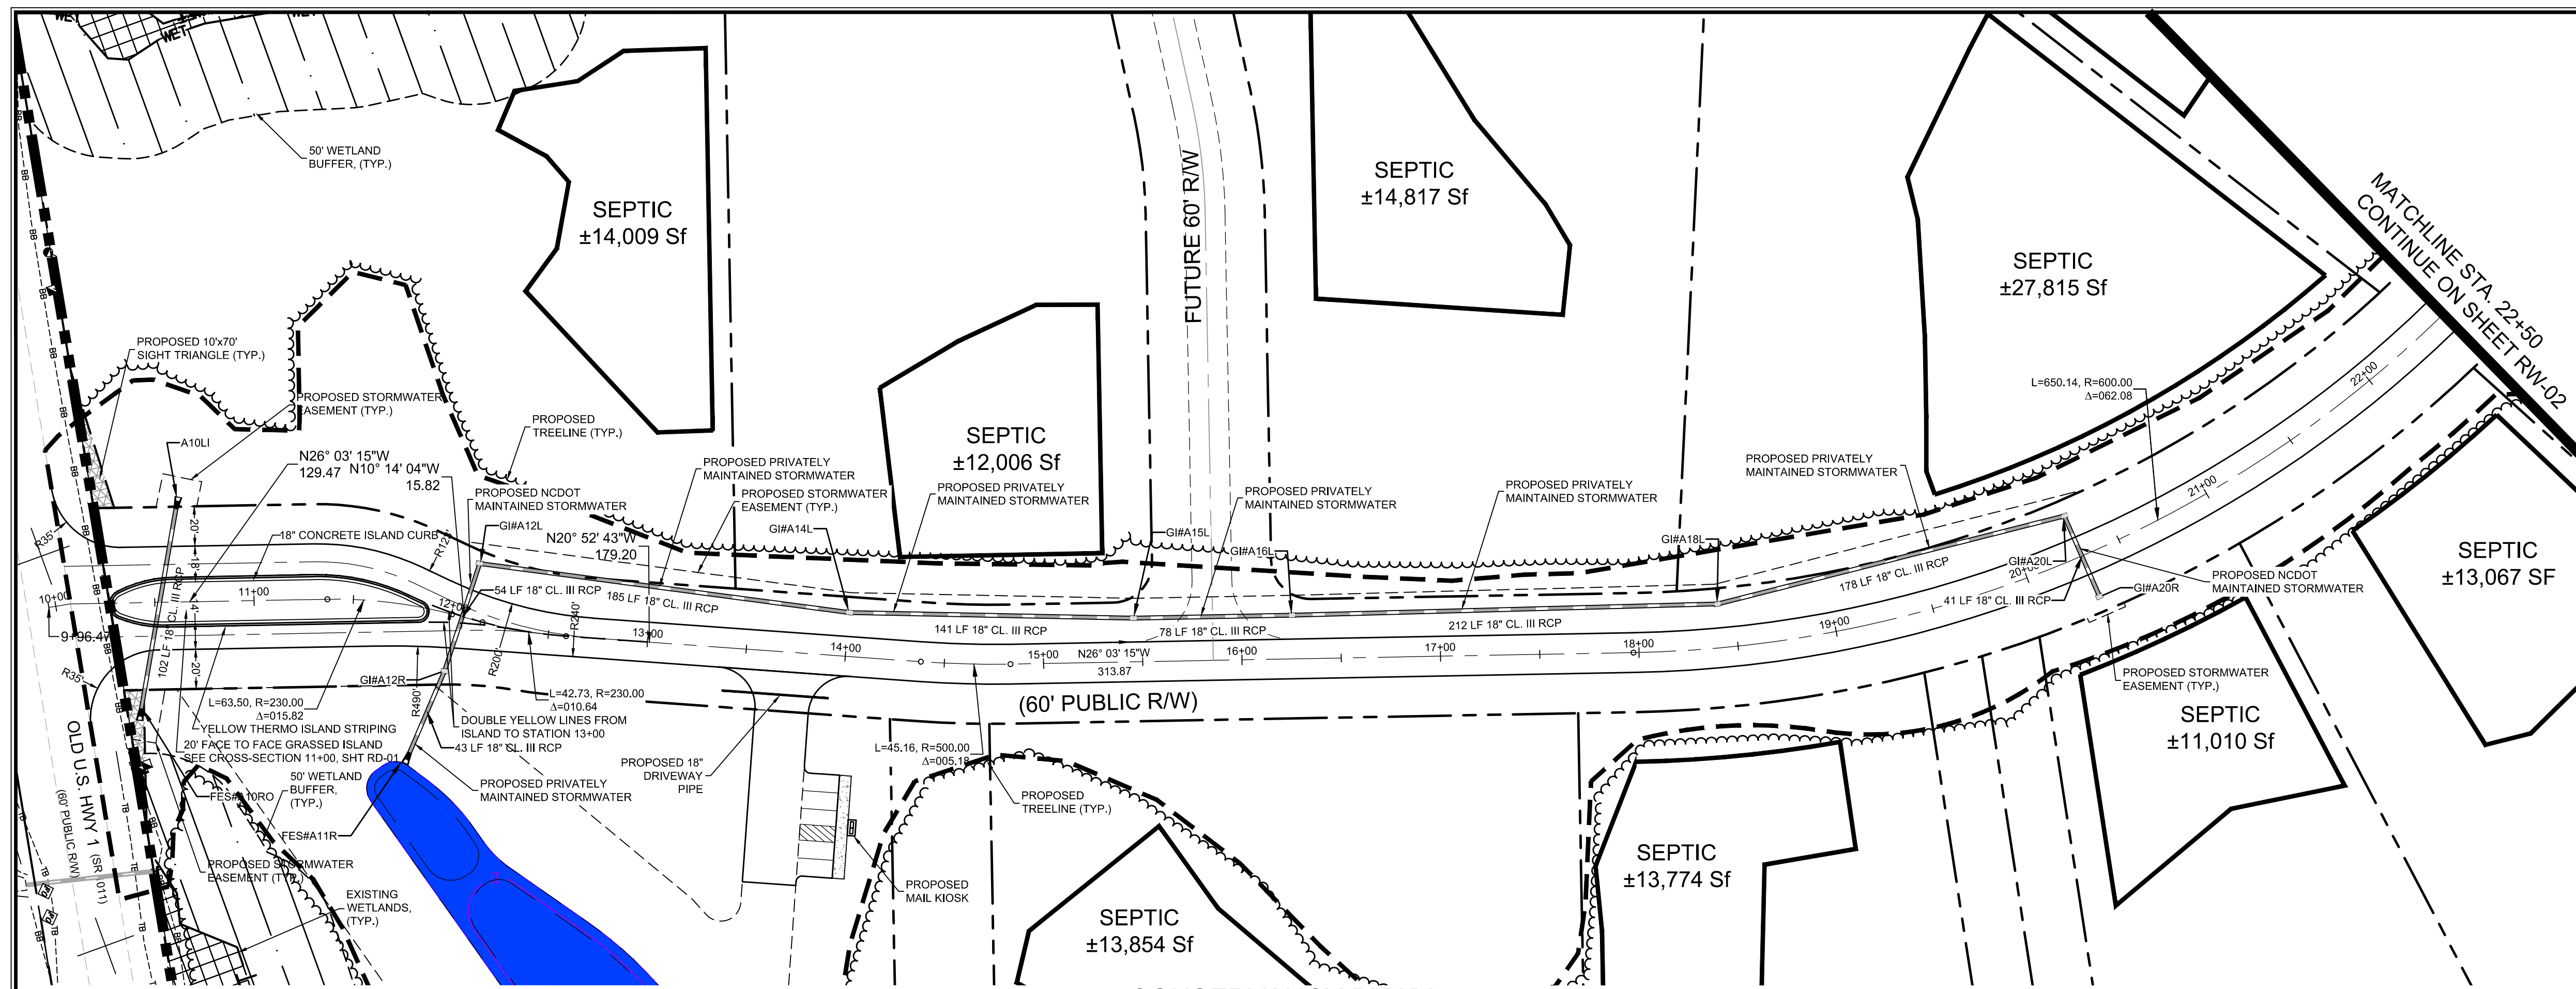 WET
WET
WET
50' WETLAND
BUFFER, (TYP.)
SEPTIC
±14,009 Sf
FUTURE 60' R/W
SEPTIC
±14,817 Sf
SEPTIC
±27,815 Sf
MATCHLINE STA. 22+50
CONTINUE ON SHEET RW-02
PROPOSED 10'x70'
SIGHT TRIANGLE (TYP.)
PROPOSED STORMWATER
EASEMENT (TYP.)
PROPOSED
TREELINE (TYP.)
A10LI
N26° 03' 15"W
129.47
N10° 14' 04"W
15.82
PROPOSED NCDOT
MAINTAINED STORMWATER
GI#A12L
PROPOSED PRIVATELY
MAINTAINED STORMWATER
PROPOSED STORMWATER
EASEMENT (TYP.)
N20° 52' 43"W
179.20
SEPTIC
±12,006 Sf
PROPOSED PRIVATELY
MAINTAINED STORMWATER
GI#A14L
PROPOSED PRIVATELY
MAINTAINED STORMWATER
GI#A15L
GI#A16L
PROPOSED PRIVATELY
MAINTAINED STORMWATER
GI#A18L
PROPOSED PRIVATELY
MAINTAINED STORMWATER
L=650.14, R=600.00
Δ=062.08
22+00
21+00
GI#A20L
20+00
GI#A20R
PROPOSED NCDOT
MAINTAINED STORMWATER
SEPTIC
±13,067 SF
R35'
18" CONCRETE ISLAND CURB
20'
18'
4'
20'
102 LF 18" CL. III RCP
10+00
11+00
12+00
9+96.47
R35'
54 LF 18" CL. III RCP
185 LF 18" CL. III RCP
R240'
R200'
R490'
13+00
14+00
141 LF 18" CL. III RCP
15+00
N26° 03' 15"W
313.87
78 LF 18" CL. III RCP
16+00
212 LF 18" CL. III RCP
17+00
18+00
178 LF 18" CL. III RCP
19+00
41 LF 18" CL. III RCP
(60' PUBLIC R/W)
GI#A12R
L=63.50, R=230.00
Δ=015.82
YELLOW THERMO ISLAND STRIPING
20' FACE TO FACE GRASSED ISLAND
SEE CROSS-SECTION 11+00, SHT RD-01
L=42.73, R=230.00
Δ=010.64
DOUBLE YELLOW LINES FROM
ISLAND TO STATION 13+00
43 LF 18" CL. III RCP
PROPOSED PRIVATELY
MAINTAINED STORMWATER
PROPOSED 18"
DRIVEWAY
PIPE
L=45.16, R=500.00
Δ=005.18
PROPOSED
TREELINE (TYP.)
PROPOSED STORMWATER
EASEMENT (TYP.)
SEPTIC
±11,010 Sf
OLD U.S. HWY 1 (SR 1011)
(60' PUBLIC R/W)
FES#A10RO
50' WETLAND
BUFFER,
(TYP.)
FES#A11R
PROPOSED STORMWATER
EASEMENT (TYP.)
EXISTING
WETLANDS,
(TYP.)
PROPOSED
MAIL KIOSK
SEPTIC
±13,854 Sf
SEPTIC
±13,774 Sf